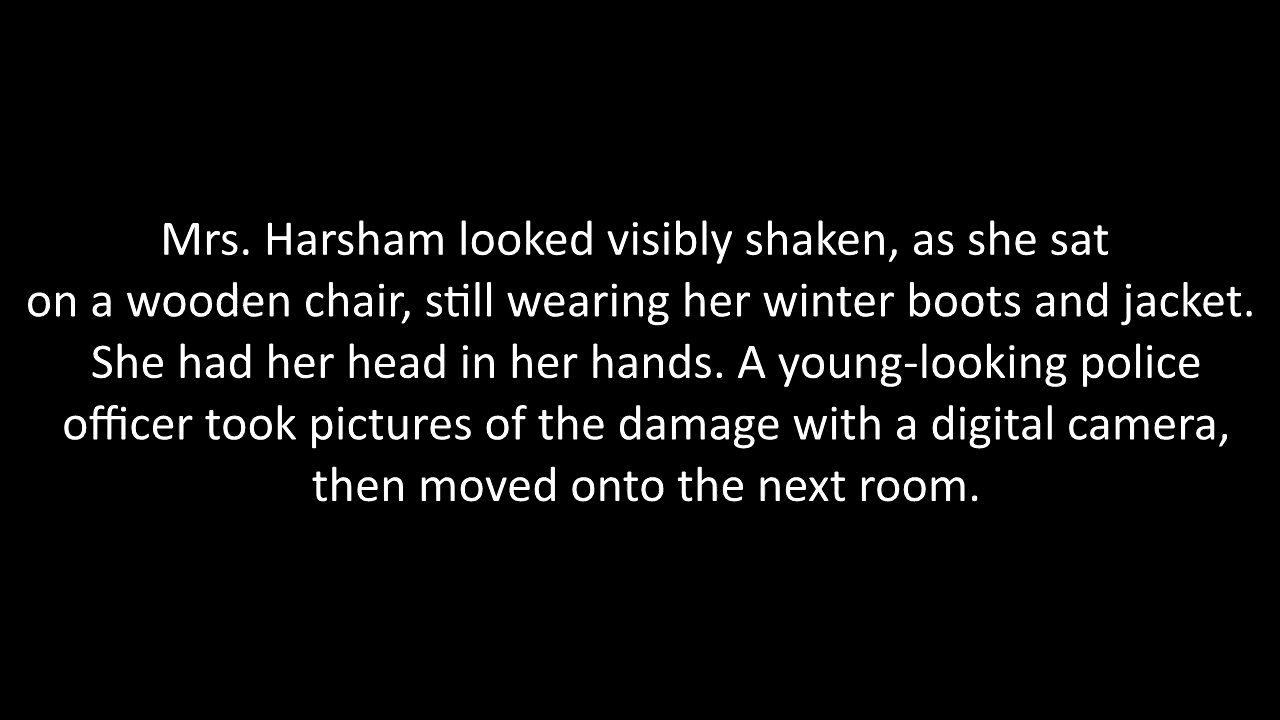 Mrs. Harsham looked visibly shaken, as she sat
on a wooden chair, still wearing her winter boots and jacket.
She had her head in her hands. A young-looking police
officer took pictures of the damage with a digital camera,
then moved onto the next room.